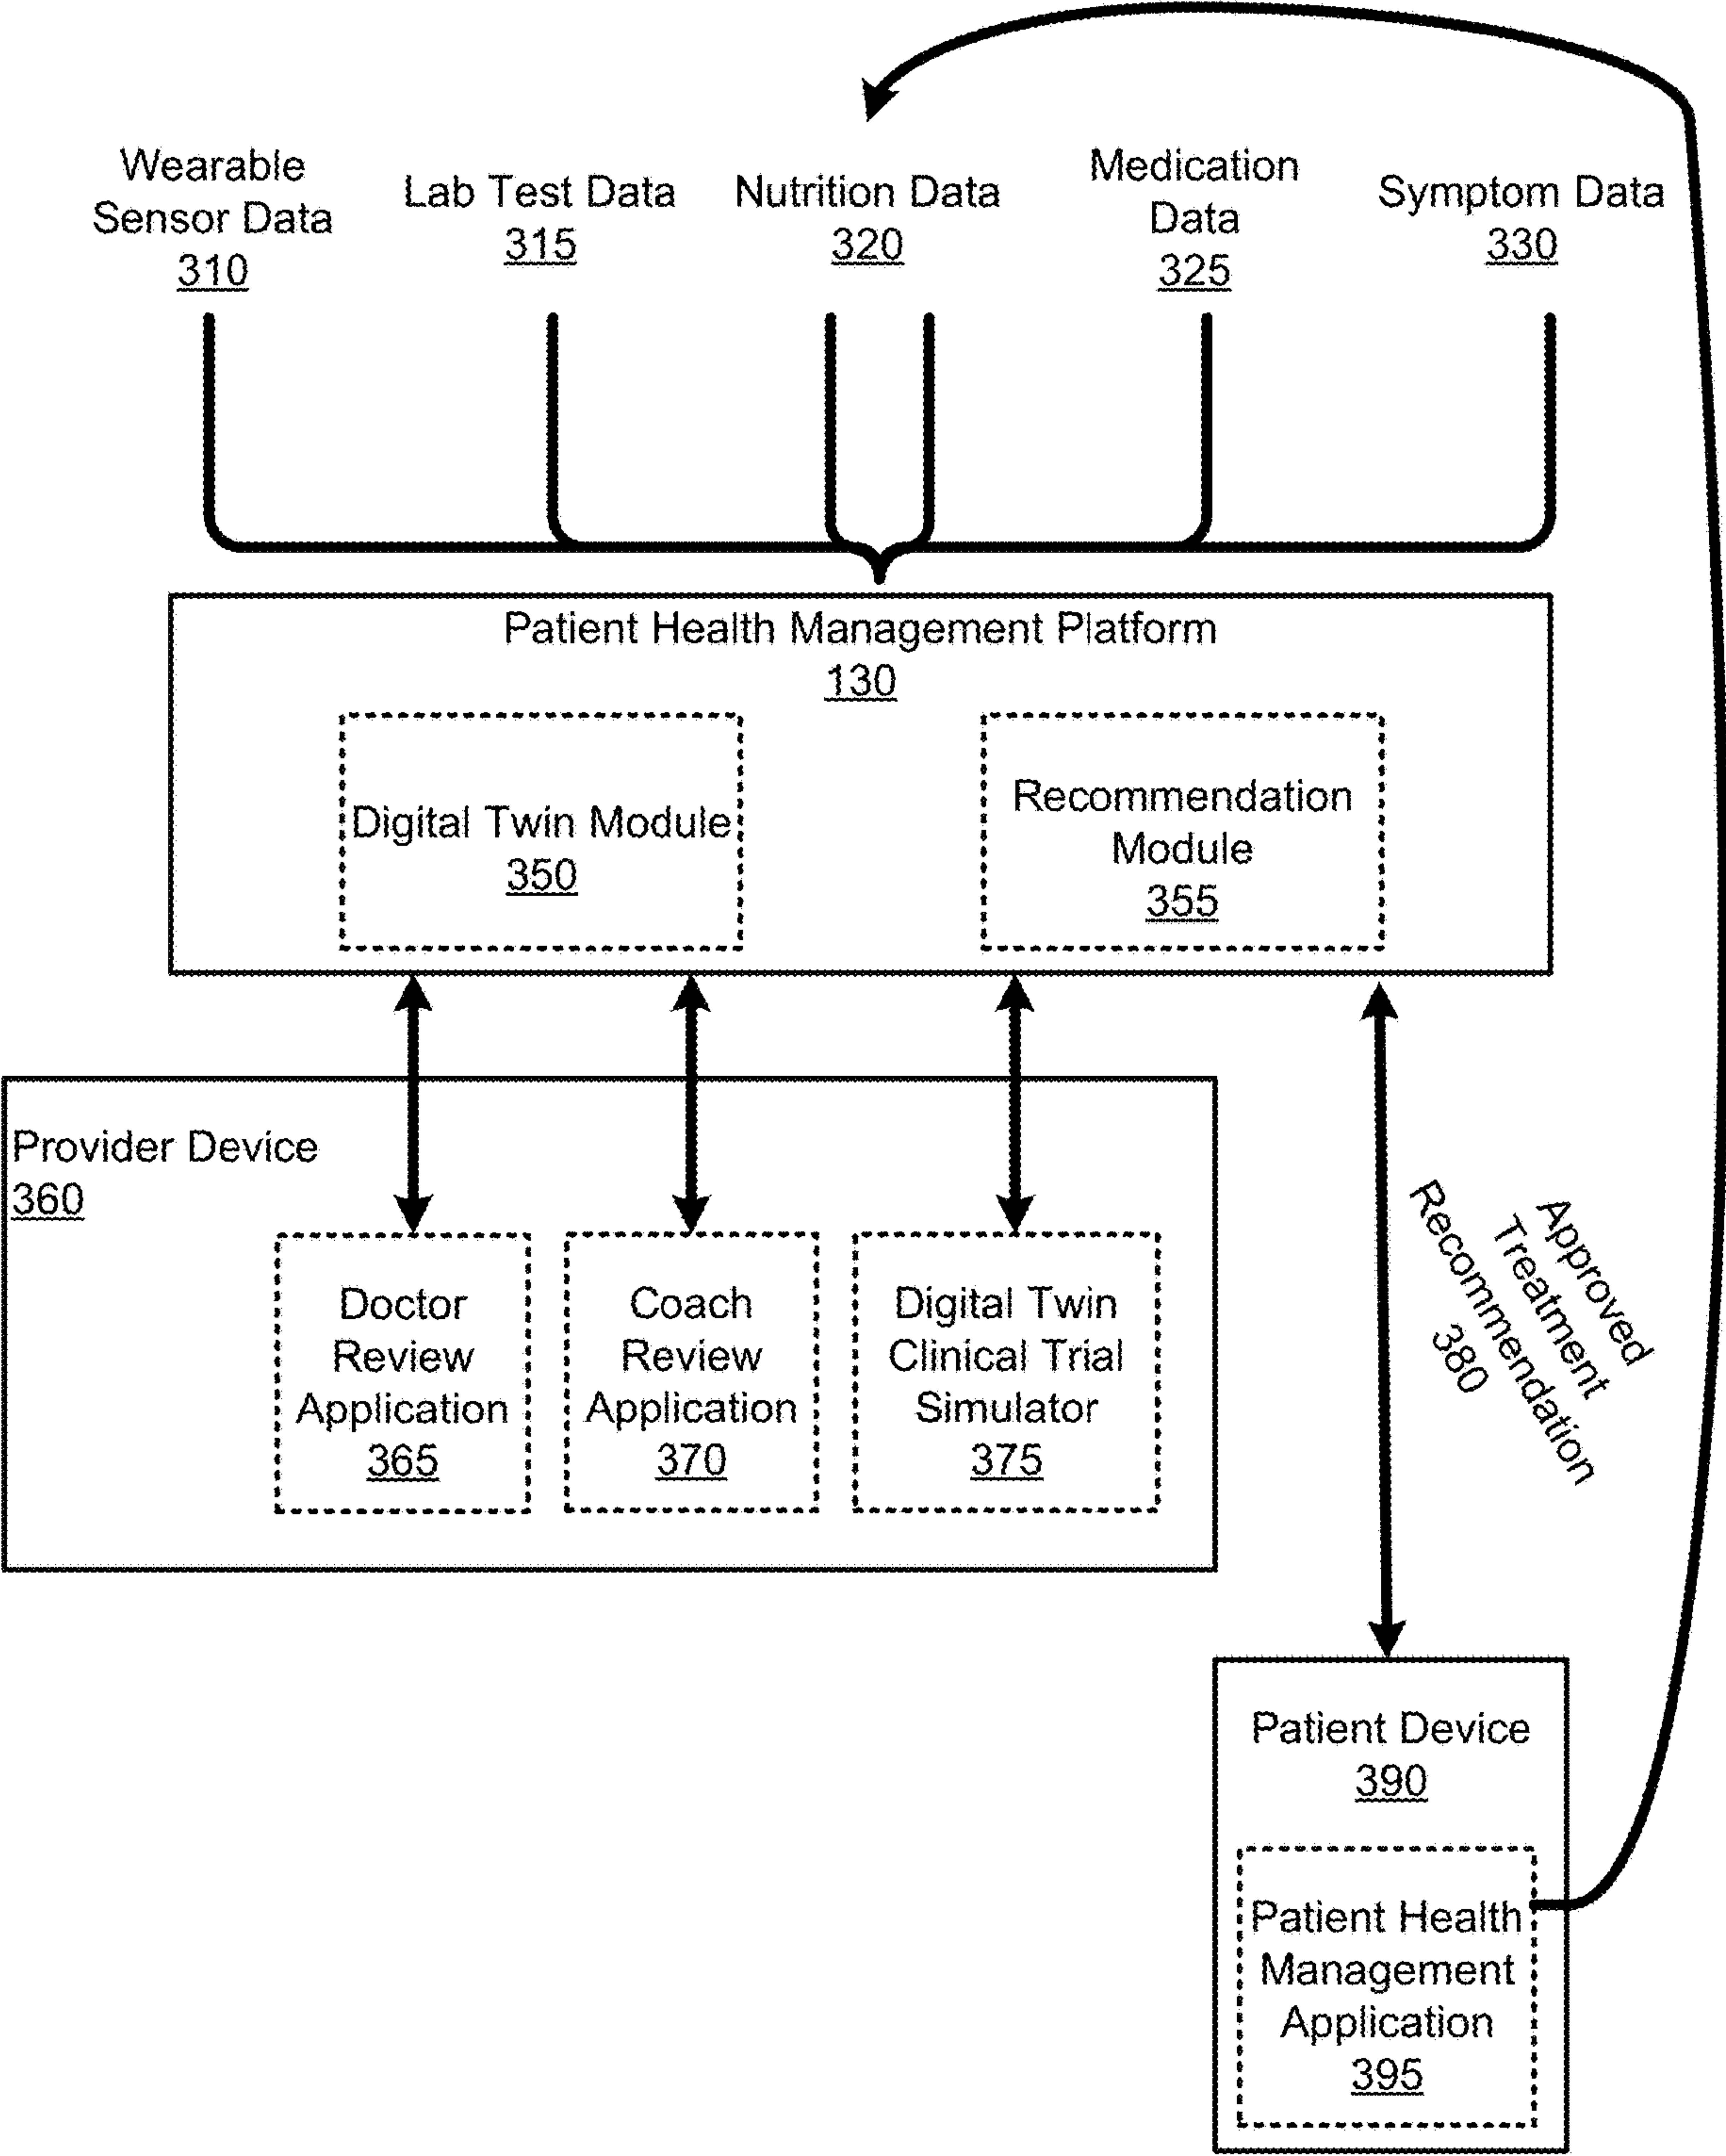 Wearable
Sensor Data
310
Lab Test Data
315
Nutrition Data
320
Medication
Data
325
Symptom Data
330
Patient Health Management Platform
130
Digital Twin Module
350
Recommendation
Module
355
Provider Device
360
Doctor
Review
Application
365
Coach
Review
Application
370
Digital Twin
Clinical Trial
Simulator
375
Approved
Treatment
Recommendation
380
Patient Device
390
Patient Health
Management
Application
395